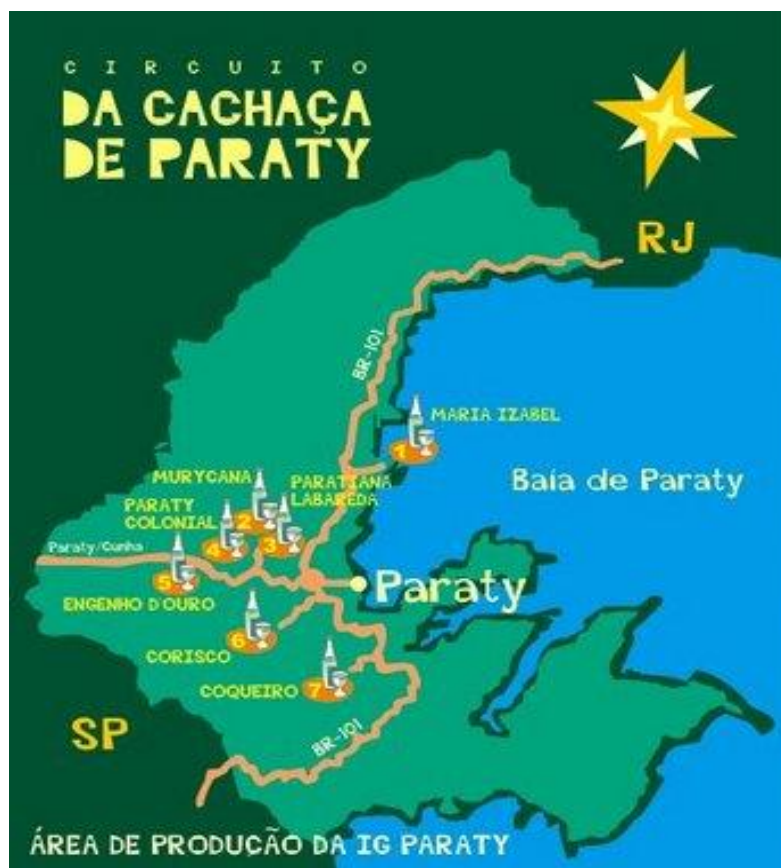 CIRCUITO
DA CACHAÇA
DE PARATY
RJ
BR-101
MARIA IZABEL
1
Baía de Paraty
MURYCANA
2
PARATIANA
LABAREDA
3
PARATY
COLONIAL
4
Paraty/Cunha
5
ENGENHO D'OURO
Paraty
6
CORISCO
COQUEIRO
7
SP
BR-101
ÁREA DE PRODUÇÃO DA IG PARATY